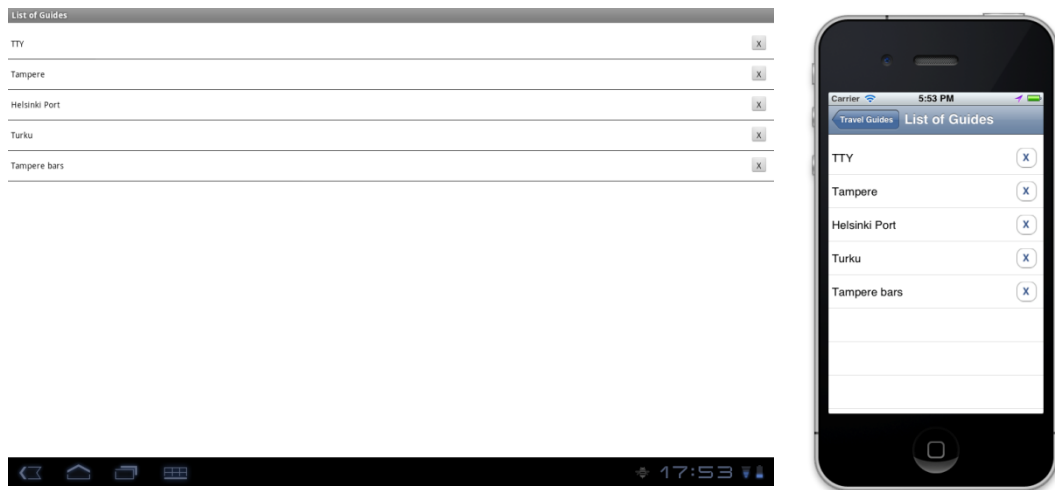 List of Guides
TTY X
Tampere X
Helsinki Port X
Turku X
Tampere bars X
17:53
Carrier 5:53 PM
Travel Guides List of Guides
TTY X
Tampere X
Helsinki Port X
Turku X
Tampere bars X